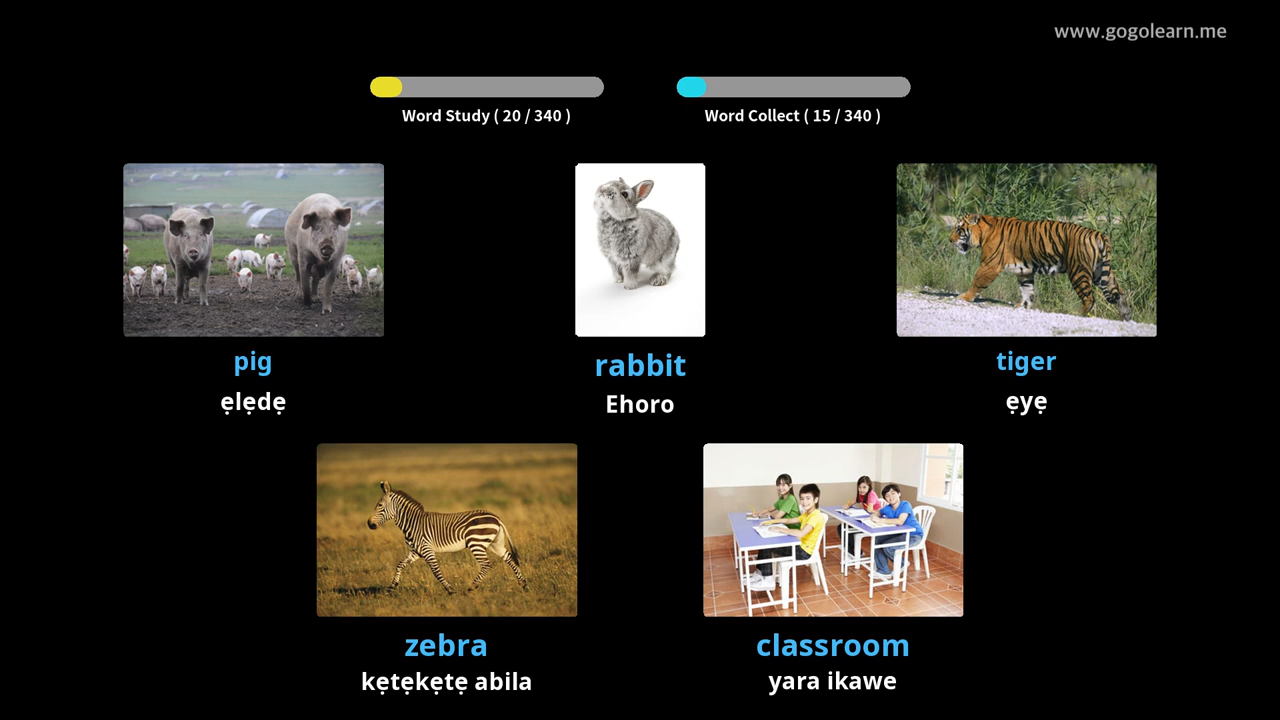 www.gogolearn.me
Word Study ( 20 / 340 )
Word Collect ( 15 / 340 )
pig
ẹlẹdẹ
rabbit
Ehoro
tiger
ẹyẹ
zebra
kẹtẹkẹtẹ abila
classroom
yara ikawe